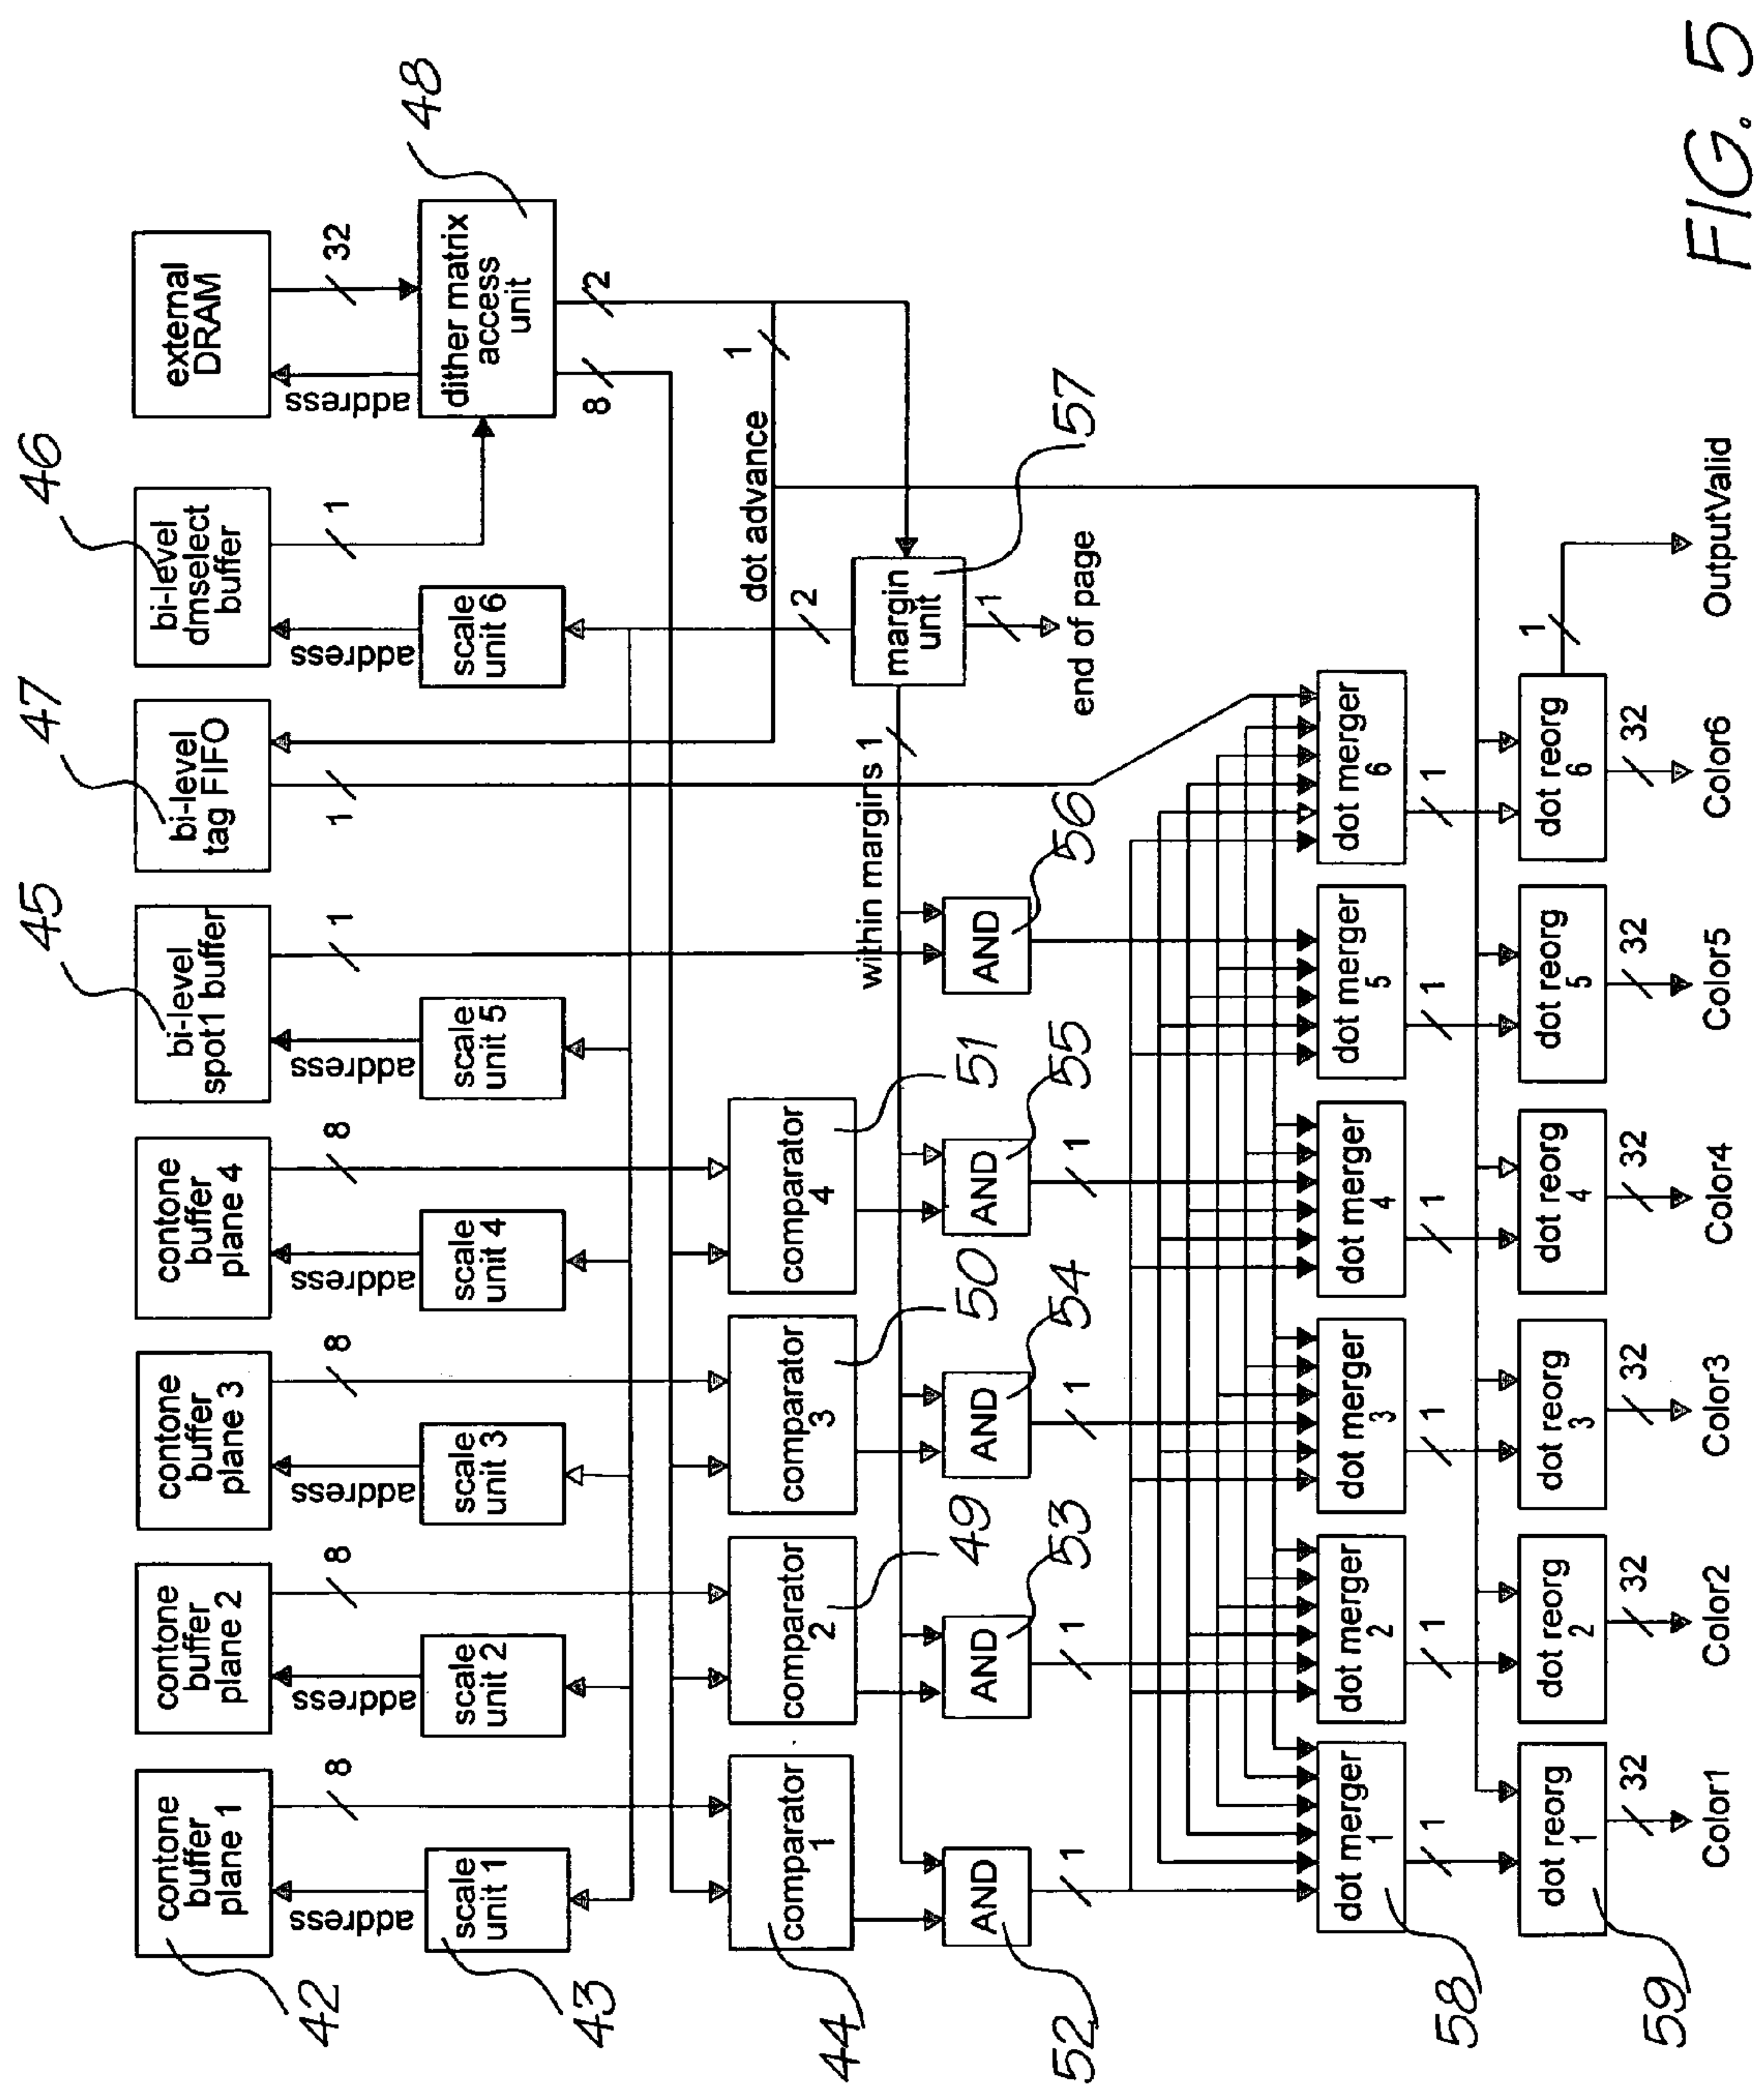 45
47
46
contone
buffer
plane 1
contone
buffer
plane 2
contone
buffer
plane 3
contone
buffer
plane 4
bi-level
spot1 buffer
bi-level
tag FIFO
bi-level
dmselect
buffer
external
DRAM
42
address
8
address
8
address
8
address
8
address
1
1
address
1
address
32
48
43
scale
unit 1
scale
unit 2
scale
unit 3
scale
unit 4
scale
unit 5
scale
unit 6
dither matrix
access
unit
8
2
dot advance
1
2
44
comparator
1
comparator
2
comparator
3
comparator
4
49
50
51
within margins
1
margin
unit
57
1
end of page
AND
AND
AND
AND
AND
52
53
54
55
56
1
1
1
1
dot merger
1
dot merger
2
dot merger
3
dot merger
4
dot merger
5
dot merger
6
58
1
1
1
1
1
1
dot reorg
1
dot reorg
2
dot reorg
3
dot reorg
4
dot reorg
5
dot reorg
6
1
59
32
32
32
32
32
32
Color1
Color2
Color3
Color4
Color5
Color6
OutputValid
FIG. 5